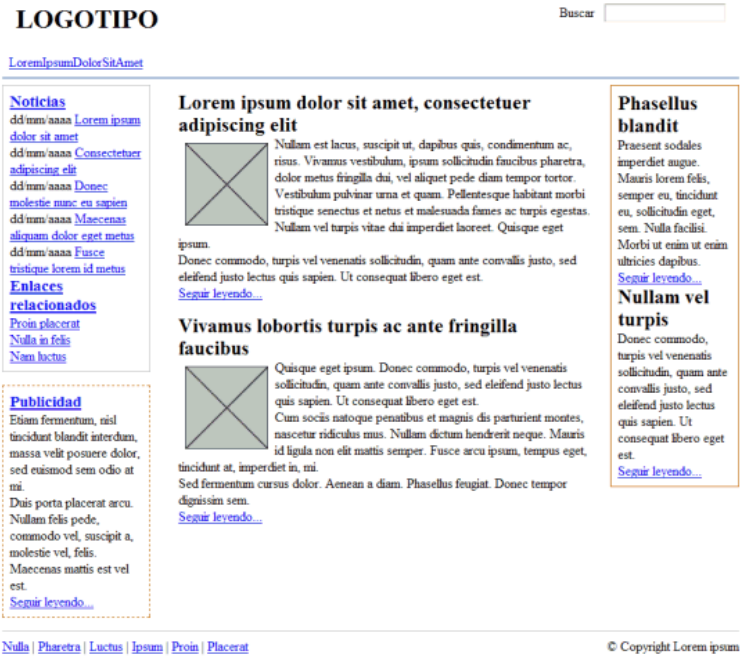 LOGOTIPO
Buscar
LoremIpsumDolorSitAmet
Noticias
dd/mm/aaaa Lorem ipsum
dolor sit amet
dd/mm/aaaa Consectetuer
adipiscing elit
dd/mm/aaaa Donec
molestie nunc eu sapien
dd/mm/aaaa Maecenas
aliquam dolor eget metus
dd/mm/aaaa Fusce
tristique lorem id metus
Enlaces
relacionados
Proin placerat
Nulla in felis
Nam luctus
Publicidad
Etiam fermentum, nisl
tincidunt blandit interdum,
massa velit posuere dolor,
sed euismod sem odio at
mi.
Duis porta placerat arcu.
Nullam felis pede,
commodo vel, suscipit a,
molestie vel, felis.
Maecenas mattis est vel
est.
Seguir leyendo...
Lorem ipsum dolor sit amet, consectetuer
adipiscing elit
Nullam est lacus, suscipit ut, dapibus quis, condimentum ac,
risus. Vivamus vestibulum, ipsum sollicitudin faucibus pharetra,
dolor metus fringilla dui, vel aliquet pede diam tempor tortor.
Vestibulum pulvinar urna et quam. Pellentesque habitant morbi
tristique senectus et netus et malesuada fames ac turpis egestas.
Nullam vel turpis vitae dui imperdiet laoreet. Quisque eget
ipsum.
Donec commodo, turpis vel venenatis sollicitudin, quam ante convallis justo, sed
eleifend justo lectus quis sapien. Ut consequat libero eget est.
Seguir leyendo...
Vivamus lobortis turpis ac ante fringilla
faucibus
Quisque eget ipsum. Donec commodo, turpis vel venenatis
sollicitudin, quam ante convallis justo, sed eleifend justo lectus
quis sapien. Ut consequat libero eget est.
Cum sociis natoque penatibus et magnis dis parturient montes,
nascetur ridiculus mus. Nullam dictum hendrerit neque. Mauris
id ligula non elit mattis semper. Fusce arcu ipsum, tempus eget,
tincidunt at, imperdiet in, mi.
Sed fermentum cursus dolor. Aenean a diam. Phasellus feugiat. Donec tempor
dignissim sem.
Seguir leyendo...
Phasellus
blandit
Praesent sodales
imperdiet augue.
Mauris lorem felis,
semper eu, tincidunt
eu, sollicitudin eget,
sem. Nulla facilisi.
Morbi ut enim ut enim
ultricies dapibus.
Seguir leyendo...
Nullam vel
turpis
Donec commodo,
turpis vel venenatis
sollicitudin, quam ante
convallis justo, sed
eleifend justo lectus
quis sapien. Ut
consequat libero eget
est.
Seguir leyendo...
Nulla | Pharetra | Luctus | Ipsum | Proin | Placerat
© Copyright Lorem ipsum